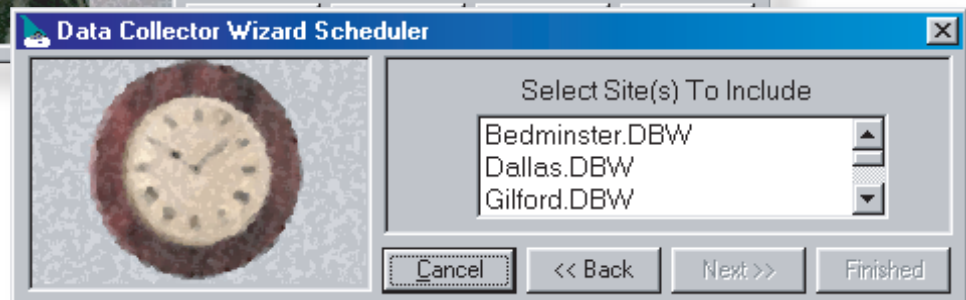 Data Collector Wizard Scheduler
Select Site(s) To Include
Bedminster.DBW
Dallas.DBW
Gilford.DBW
Cancel << Back Next >> Finished